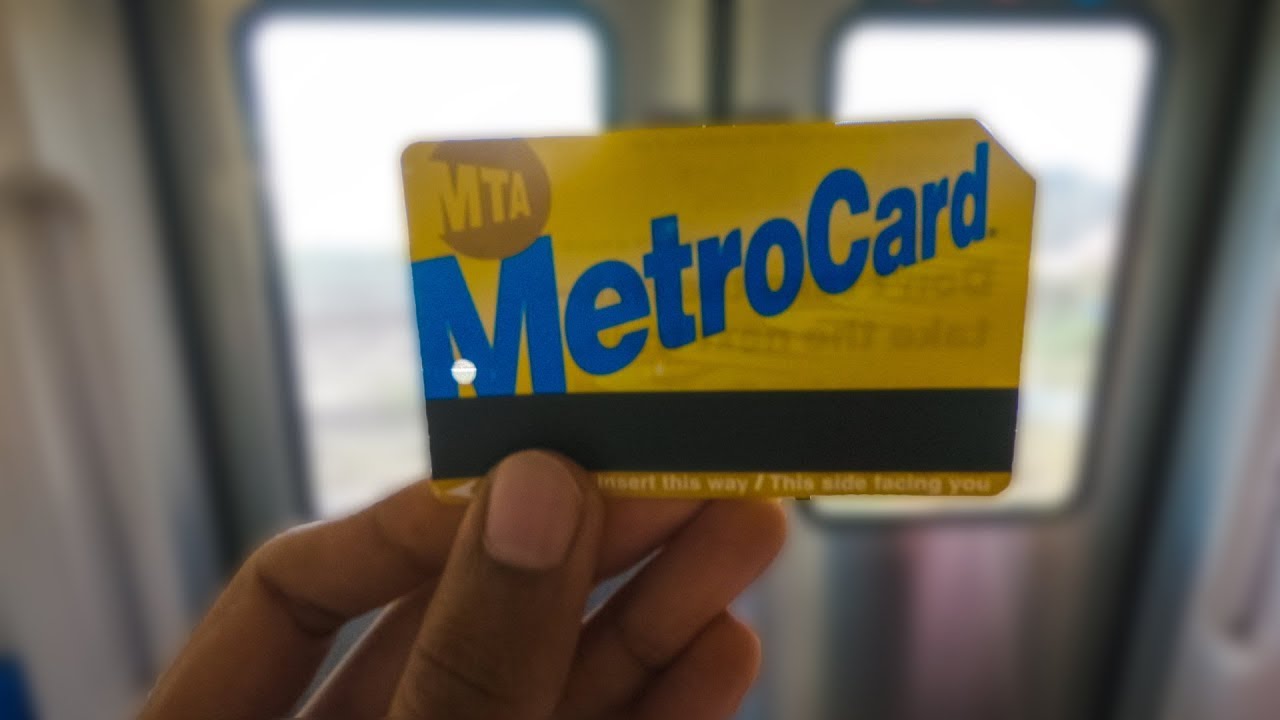 MTA
MetroCard
Insert this way / This side facing you